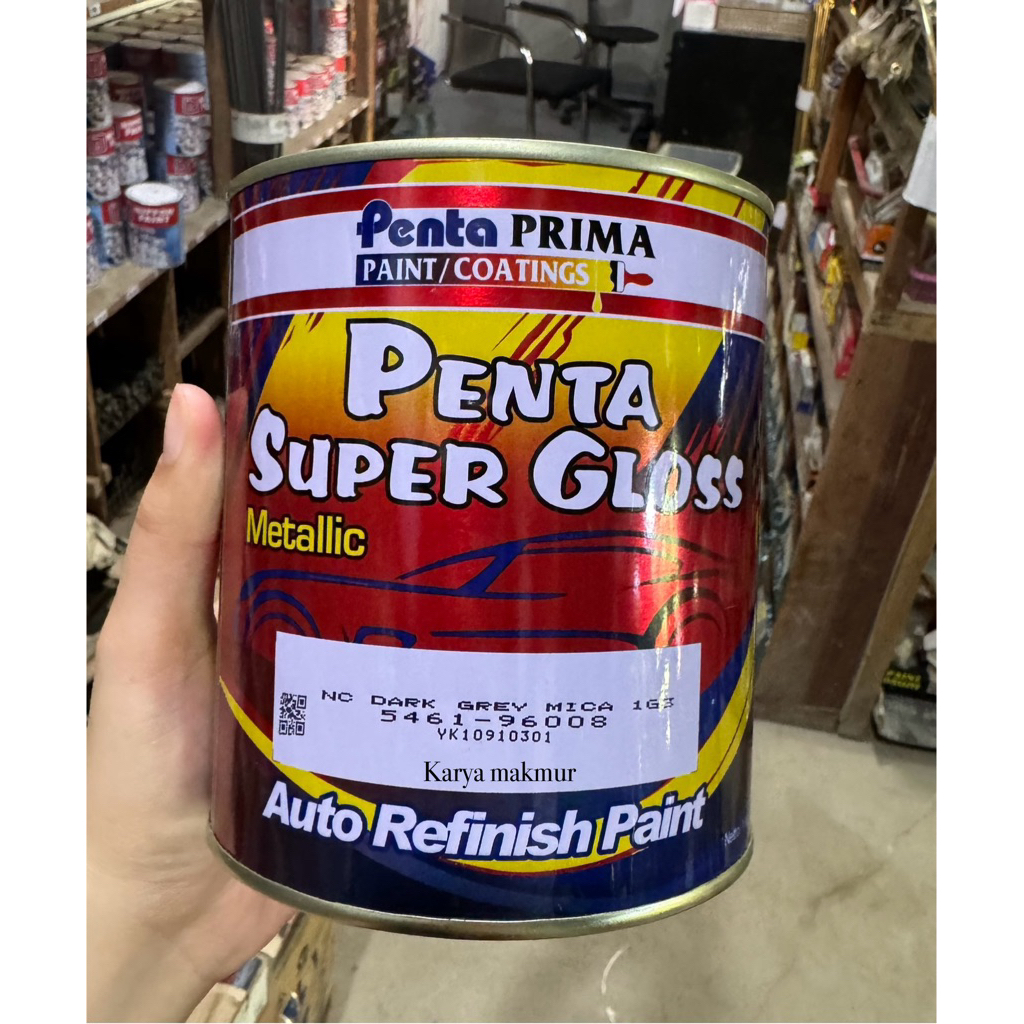 Penta PRIMA
PAINT/COATINGS
PENTA
SUPER GLOSS
Metallic
NC DARK GREY MICA 1G3
5461-96008
YK10910301
Karya makmur
Auto Refinish Paint